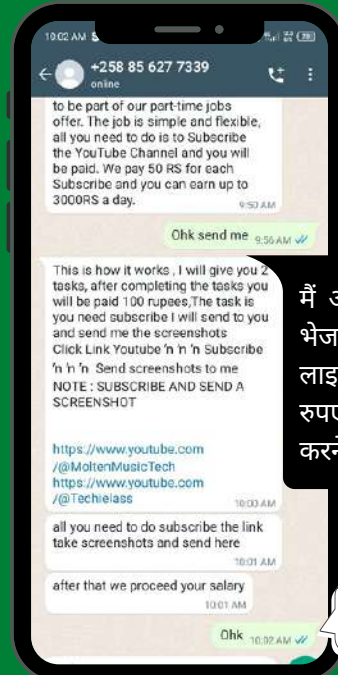 10:02 AM
+258 85 627 7339
online
to be part of our part-time jobs
offer. The job is simple and flexible,
all you need to do is to Subscribe
the YouTube Channel and you will
be paid. We pay 50 RS for each
Subscribe and you can earn up to
3000RS a day.
9:50 AM
Ohk send me 9:56 AM
This is how it works , I will give you 2
tasks, after completing the tasks you
will be paid 100 rupees,The task is
you need subscribe I will send to you
and send me the screenshots
Click Link Youtube 'n 'n 'n Subscribe
'n 'n 'n Send screenshots to me
NOTE : SUBSCRIBE AND SEND A
SCREENSHOT
https://www.youtube.com
/@MoltenMusicTech
https://www.youtube.com
/@Techielass
10:00 AM
all you need to do subscribe the link
take screenshots and send here
10:01 AM
after that we proceed your salary
10:01 AM
Ohk 10:02 AM
मैं
भेज
लाइ
रुपए
करने